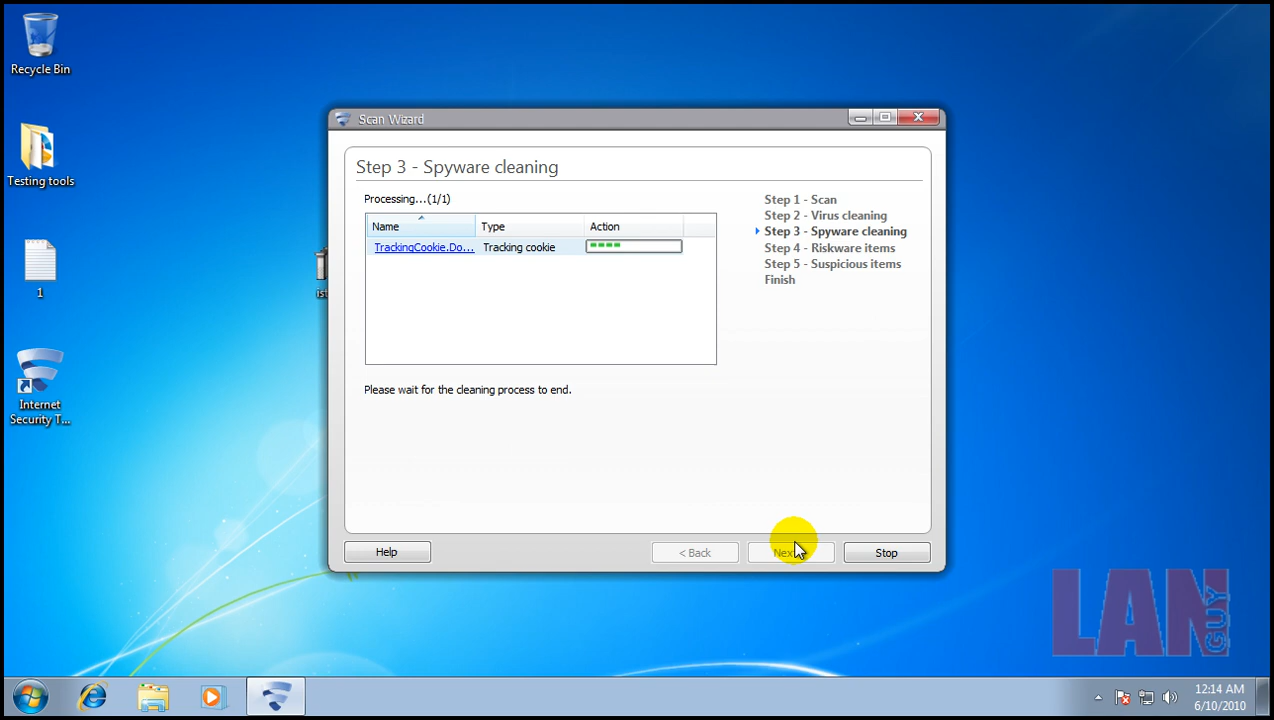 Recycle Bin
Testing tools
1
Internet
Security T...
Scan Wizard
Step 3 - Spyware cleaning
Processing...(1/1)
Name
Type
Action
TrackingCookie.Do...
Tracking cookie
Please wait for the cleaning process to end.
Step 1 - Scan
Step 2 - Virus cleaning
Step 3 - Spyware cleaning
Step 4 - Riskware items
Step 5 - Suspicious items
Finish
Help
< Back
Nex
Stop
LAN
GUY
12:14 AM
6/10/2010